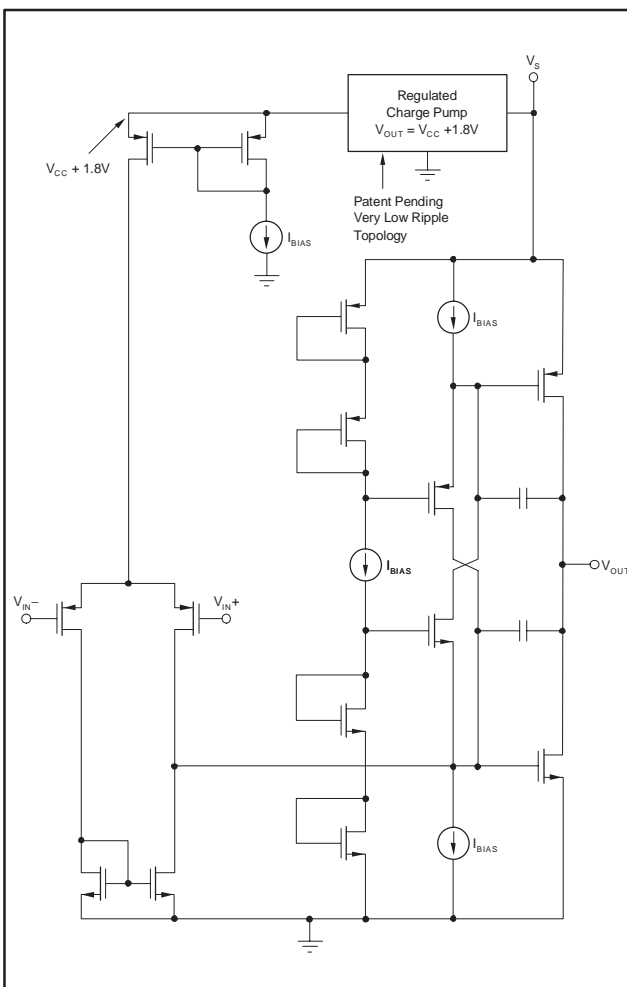 V_S
Regulated
Charge Pump
V_OUT = V_CC +1.8V
V_CC + 1.8V
Patent Pending
Very Low Ripple
Topology
I_BIAS
I_BIAS
I_BIAS
V_OUT
V_IN−
V_IN+
I_BIAS